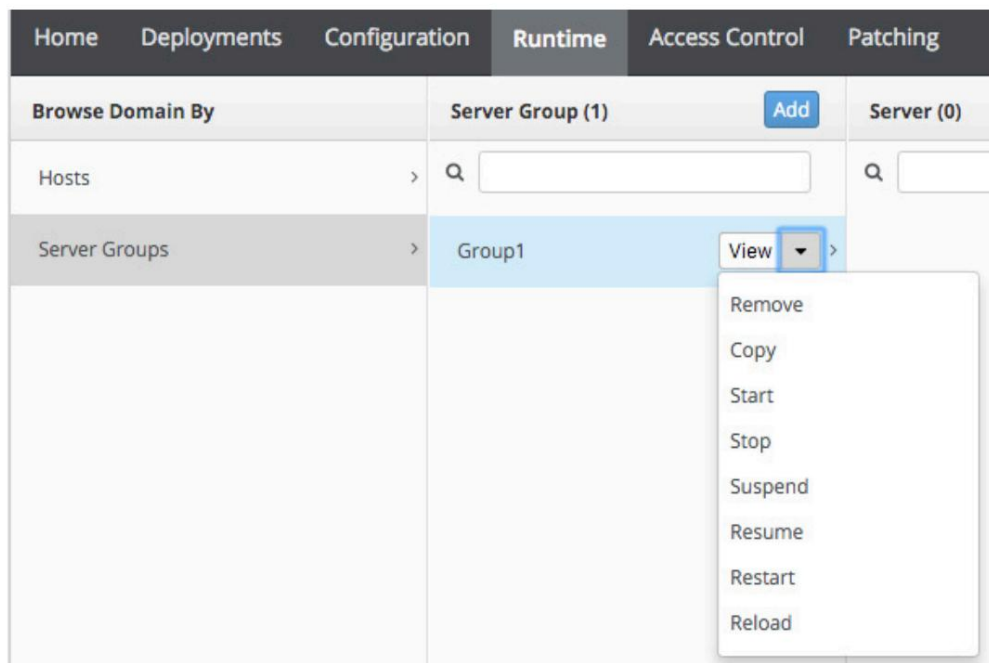 Home Deployments Configuration Runtime Access Control Patching
Browse Domain By Server Group (1) Add Server (0)
Hosts
Server Groups Group1 View
Remove
Copy
Start
Stop
Suspend
Resume
Restart
Reload